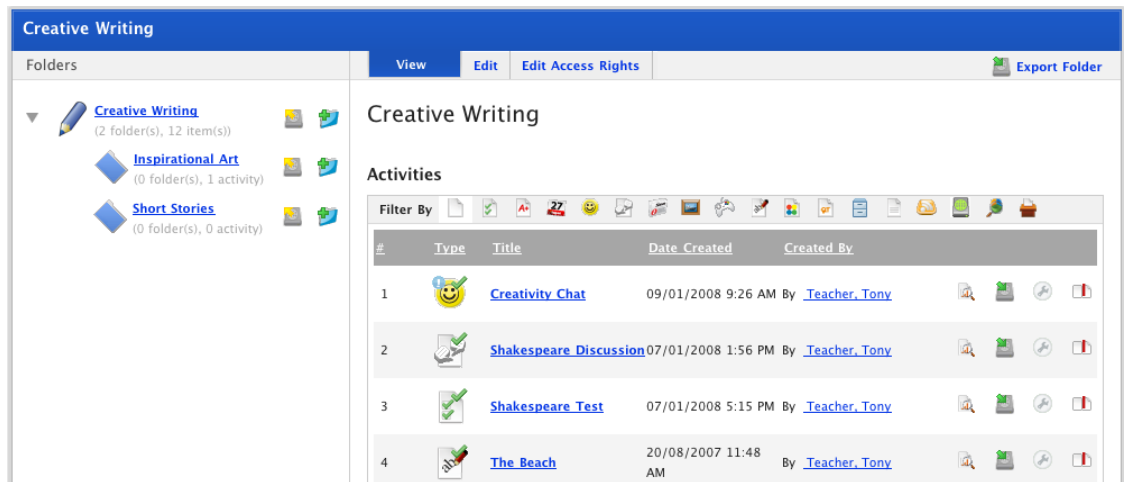 Creative Writing
Folders
View Edit Edit Access Rights Export Folder
Creative Writing
(2 folder(s), 12 item(s))
Inspirational Art
(0 folder(s), 1 activity)
Short Stories
(0 folder(s), 0 activity)
Creative Writing
Activities
Filter By
# Type Title Date Created Created By
1 Creativity Chat 09/01/2008 9:26 AM By Teacher, Tony
2 Shakespeare Discussion 07/01/2008 1:56 PM By Teacher, Tony
3 Shakespeare Test 07/01/2008 5:15 PM By Teacher, Tony
4 The Beach 20/08/2007 11:48 AM By Teacher, Tony